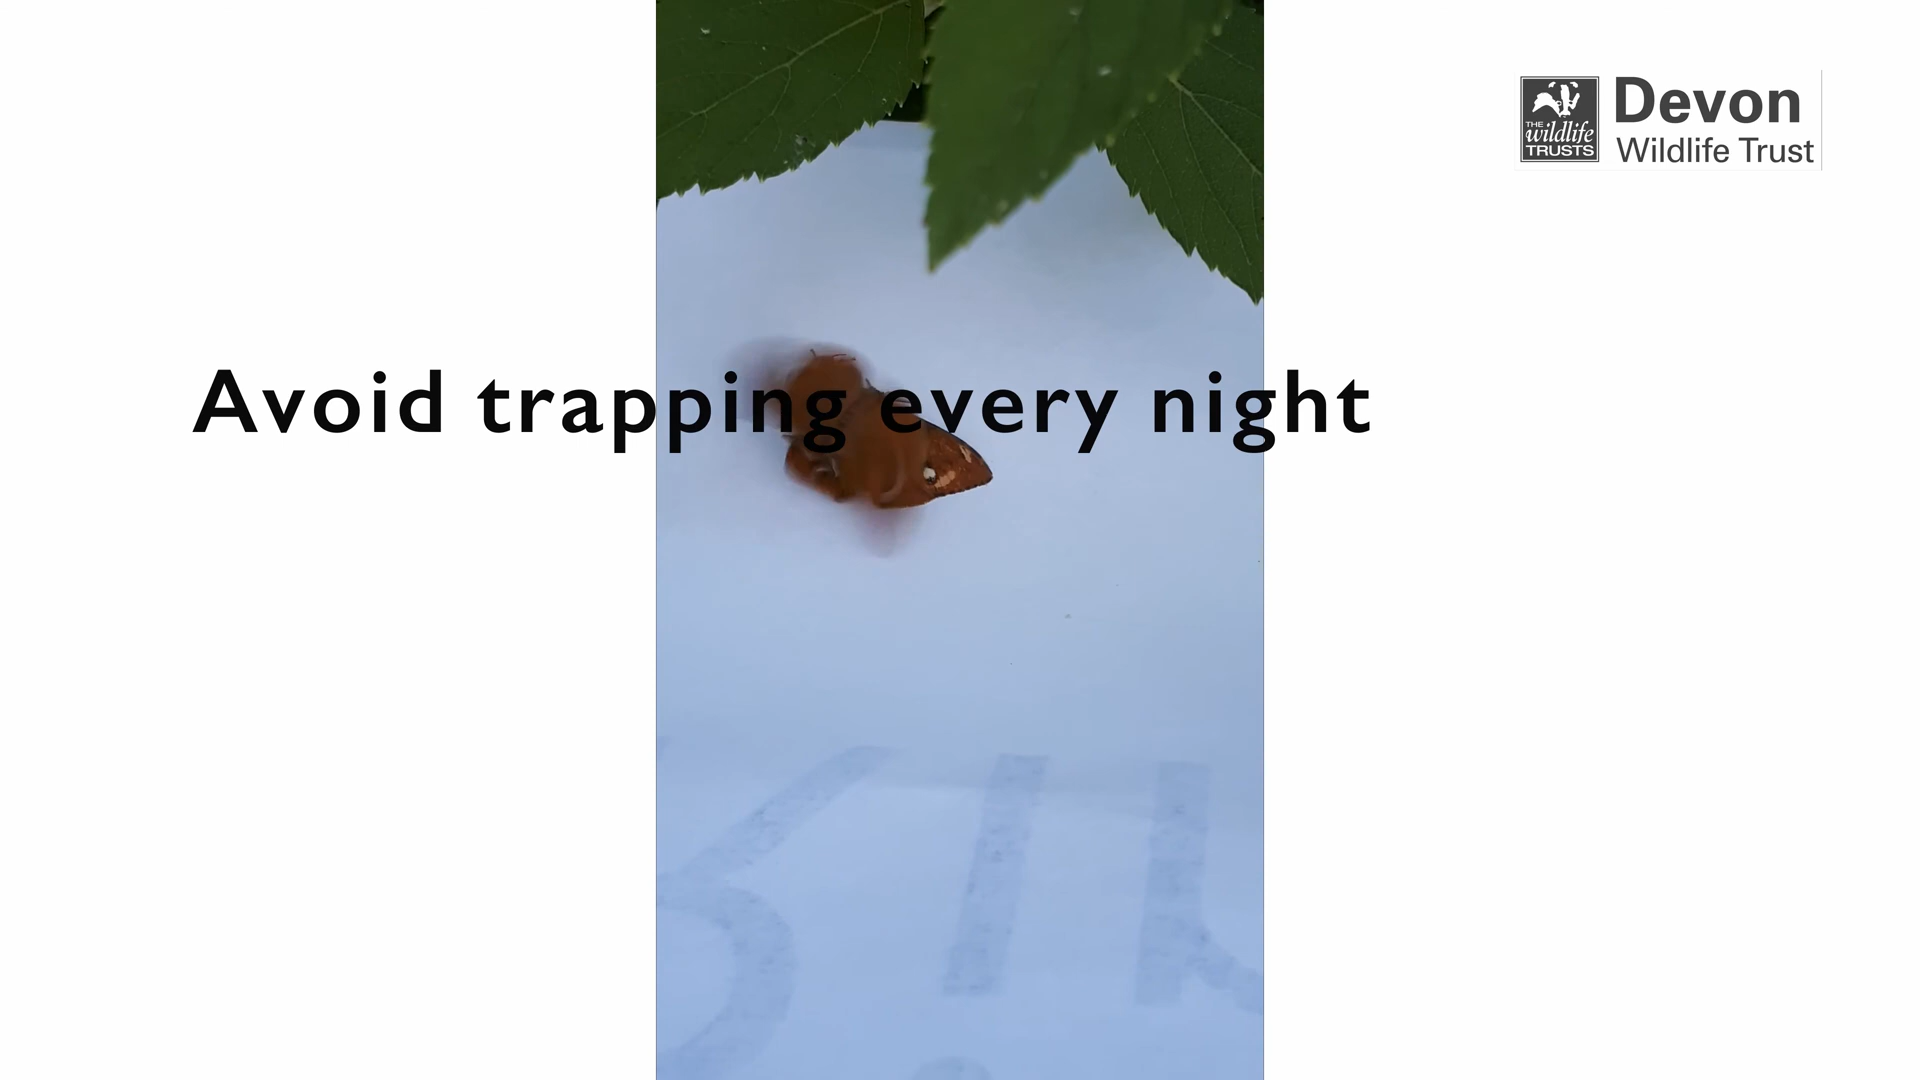 Devon
Wildlife Trust
THE
wildlife
TRUSTS
Avoid trapping every night